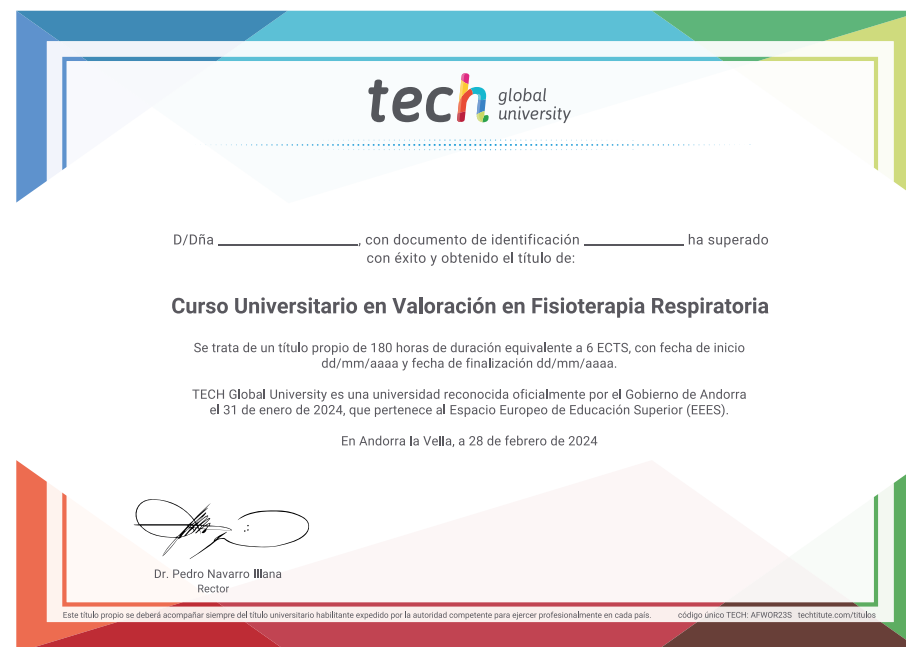 tech global university
D/Dña ____________________, con documento de identificación ______________ ha superado
con éxito y obtenido el título de:
Curso Universitario en Valoración en Fisioterapia Respiratoria
Se trata de un título propio de 180 horas de duración equivalente a 6 ECTS, con fecha de inicio
dd/mm/aaaa y fecha de finalización dd/mm/aaaa.
TECH Global University es una universidad reconocida oficialmente por el Gobierno de Andorra
el 31 de enero de 2024, que pertenece al Espacio Europeo de Educación Superior (EEES).
En Andorra la Vella, a 28 de febrero de 2024
Dr. Pedro Navarro Illana
Rector
Este título propio se deberá acompañar siempre del título universitario habilitante expedido por la autoridad competente para ejercer profesionalmente en cada país. código único TECH: AFWOR23S techtitute.com/titulos